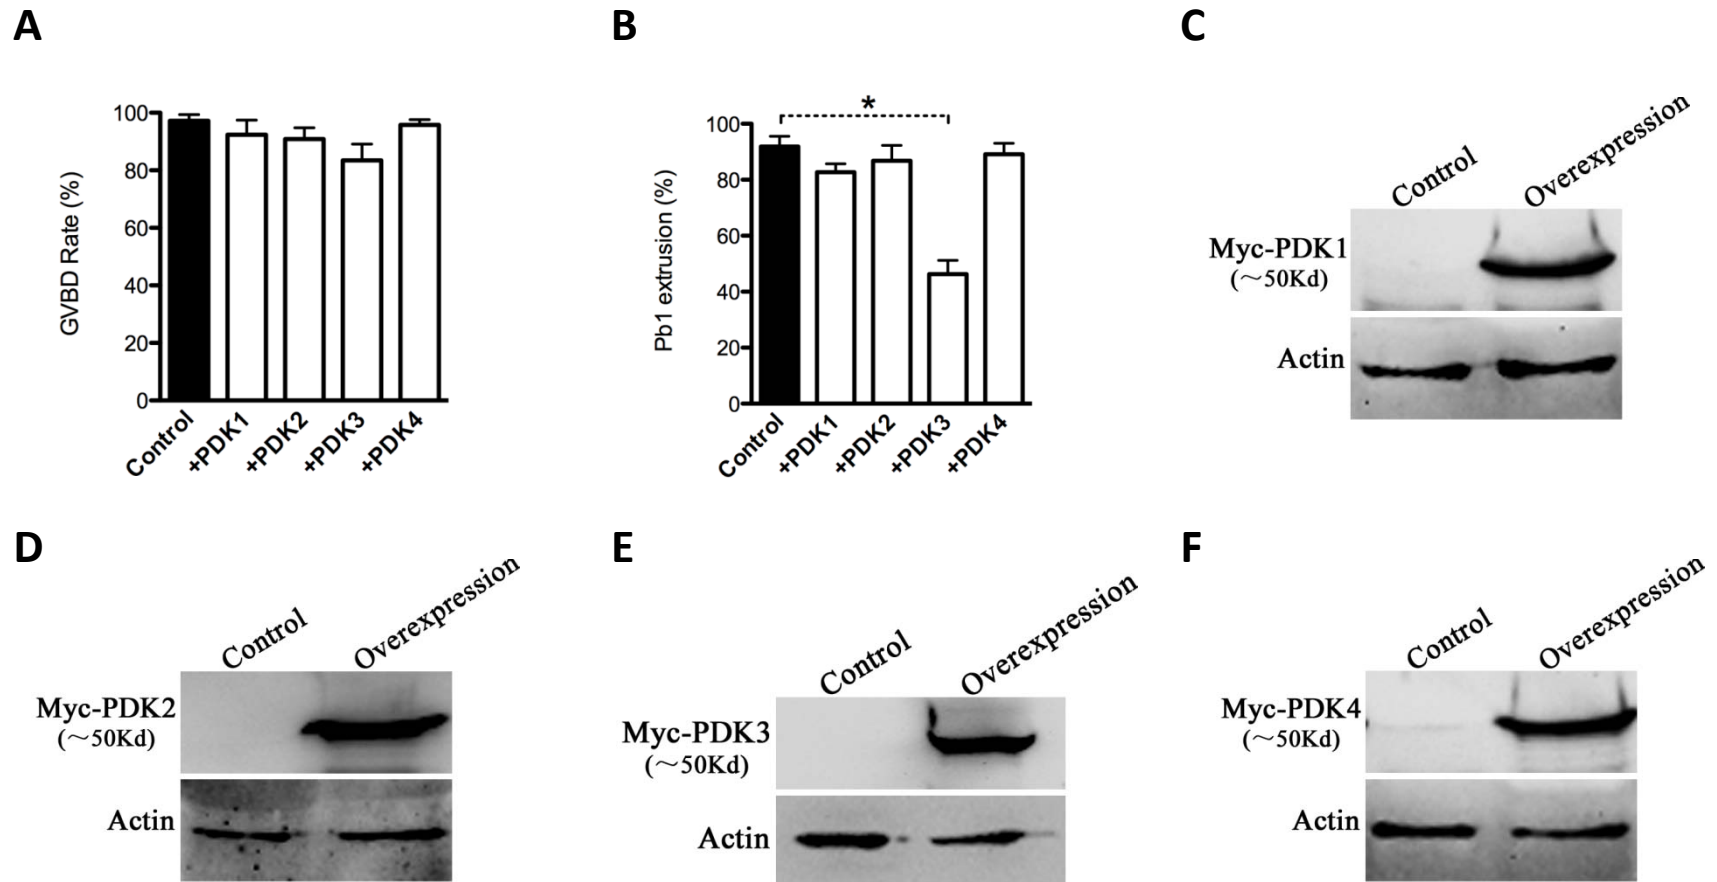 A
GVBD Rate (%)
100
80
60
40
20
0
Control
+PDK1
+PDK2
+PDK3
+PDK4
B
*
Pb1 extrusion (%)
100
80
60
40
20
0
Control
+PDK1
+PDK2
+PDK3
+PDK4
C
Control
Overexpression
Myc-PDK1
(~50Kd)
Actin
D
Control
Overexpression
Myc-PDK2
(~50Kd)
Actin
E
Control
Overexpression
Myc-PDK3
(~50Kd)
Actin
F
Control
Overexpression
Myc-PDK4
(~50Kd)
Actin